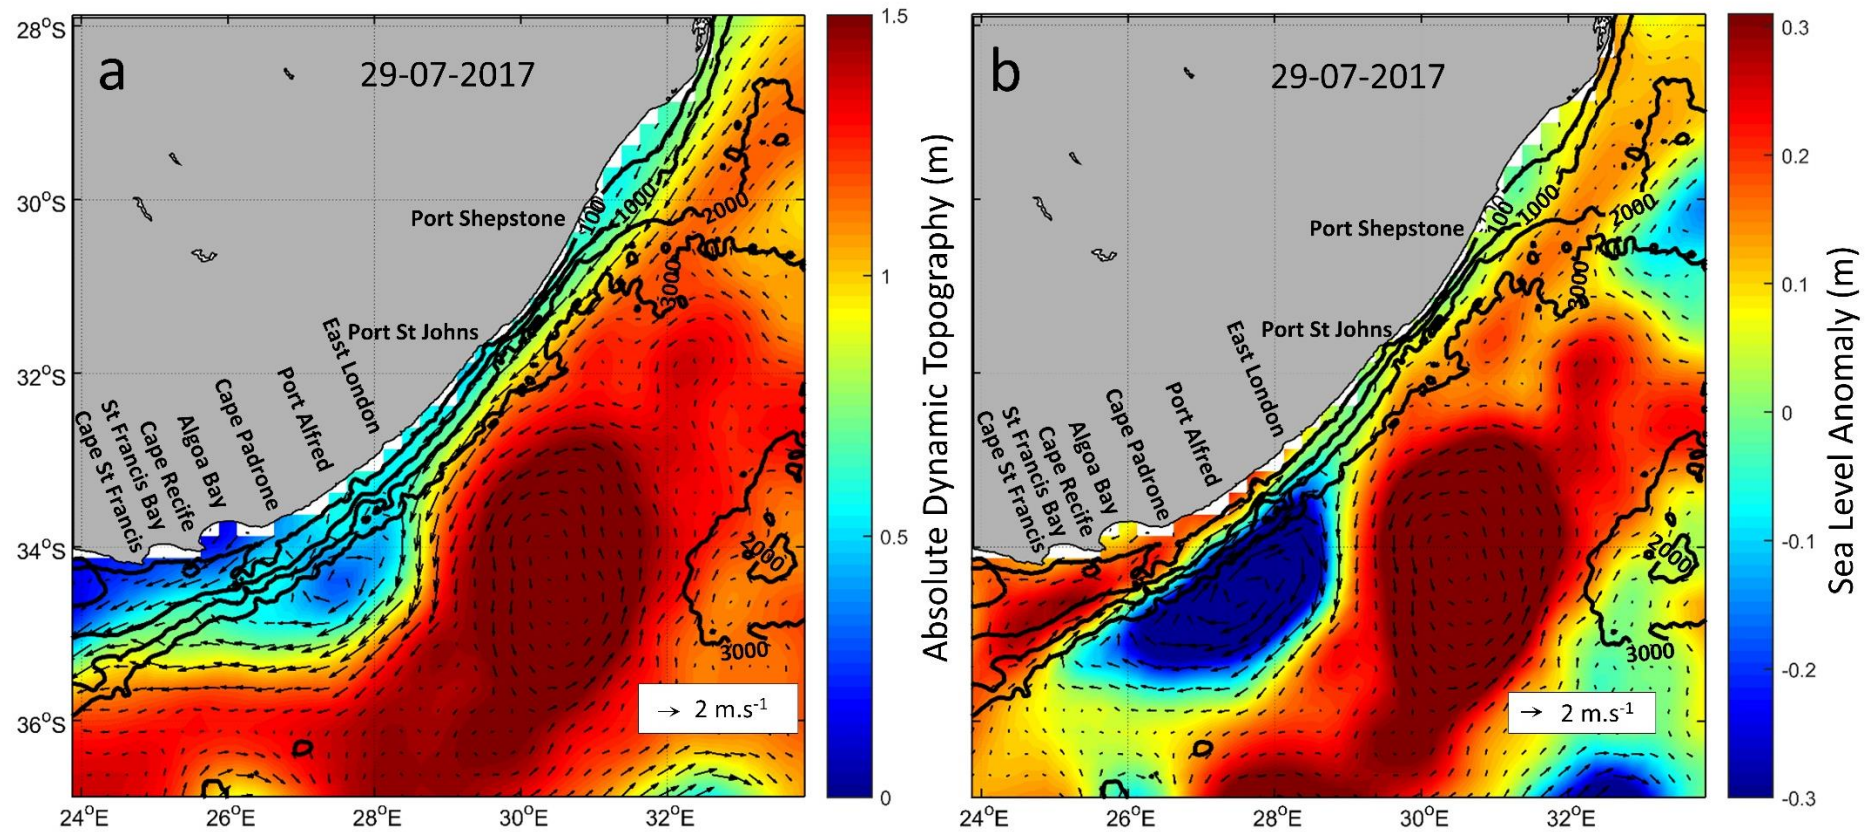 a
29-07-2017
28°S
30°S
32°S
34°S
36°S
Port Shepstone
Port St Johns
East London
Port Alfred
Cape Padrone
Algoa Bay
Cape Recife
St Francis Bay
Cape St Francis
100
1000
2000
3000
2000
3000
2 m.s⁻¹
24°E
26°E
28°E
30°E
32°E
1.5
1
0.5
0
Absolute Dynamic Topography (m)
b
29-07-2017
Port Shepstone
Port St Johns
East London
Port Alfred
Cape Padrone
Algoa Bay
Cape Recife
St Francis Bay
Cape St Francis
100
1000
2000
3000
2000
3000
2 m.s⁻¹
24°E
26°E
28°E
30°E
32°E
0.3
0.2
0.1
0
-0.1
-0.2
-0.3
Sea Level Anomaly (m)